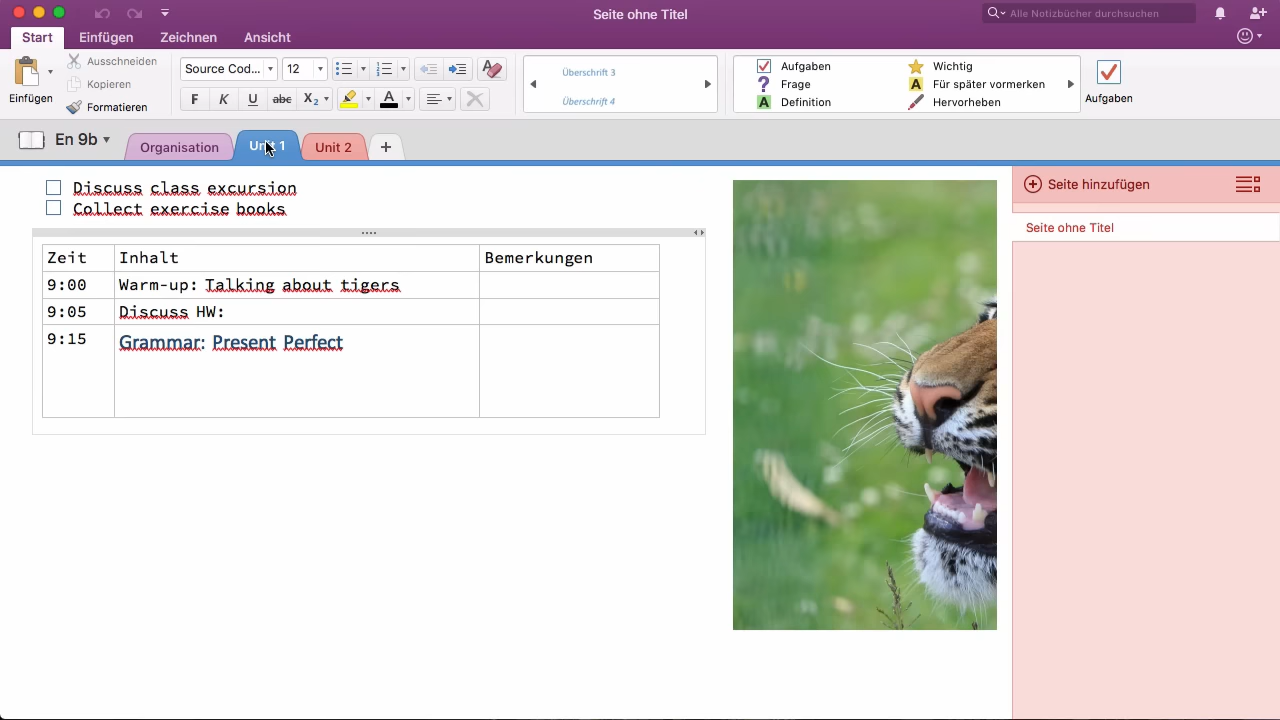 Seite ohne Titel
Alle Notizbücher durchsuchen
Start Einfügen Zeichnen Ansicht
Einfügen
Ausschneiden
Kopieren
Formatieren
Source Cod... 12
F K U abc X₂ A
Überschrift 3
Überschrift 4
Aufgaben
Frage
A Definition
Wichtig
A Für später vormerken
Hervorheben
Aufgaben
En 9b Organisation Unit 1 Unit 2 +
Discuss class excursion
Collect exercise books
Zeit Inhalt Bemerkungen
9:00 Warm-up: Talking about tigers
9:05 Discuss HW:
9:15 Grammar: Present Perfect
Seite hinzufügen
Seite ohne Titel